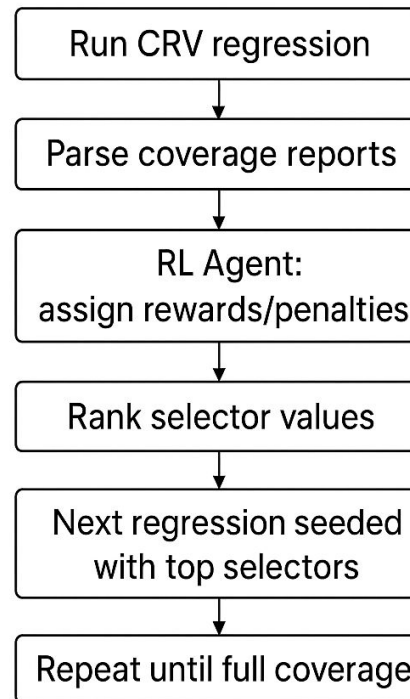 Run CRV regression
Parse coverage reports
RL Agent:
assign rewards/penalties
Rank selector values
Next regression seeded
with top selectors
Repeat until full coverage